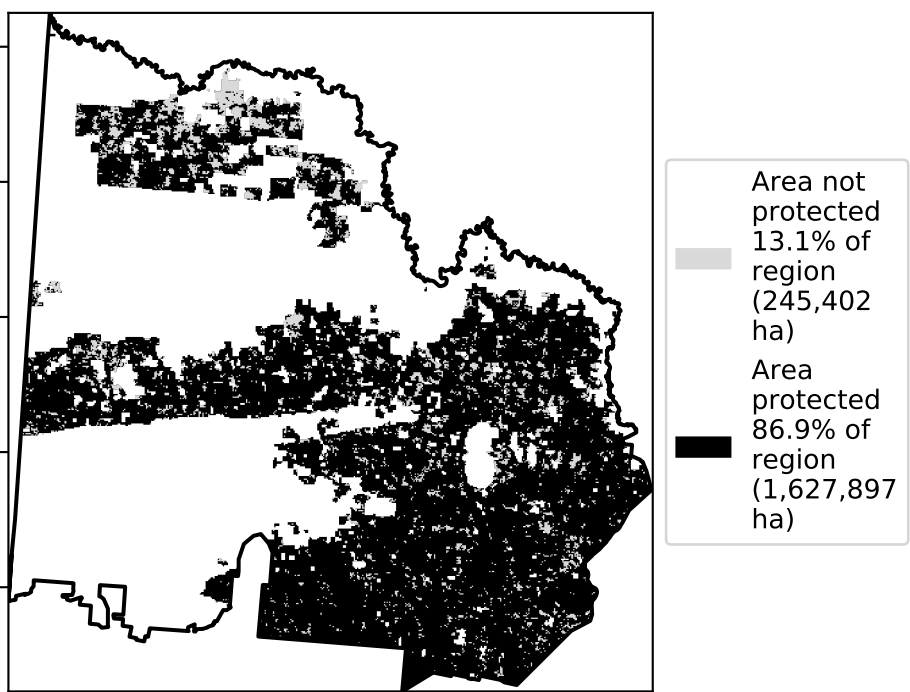 Area not
protected
13.1% of
region
(245,402
ha)
Area
protected
86.9% of
region
(1,627,897
ha)